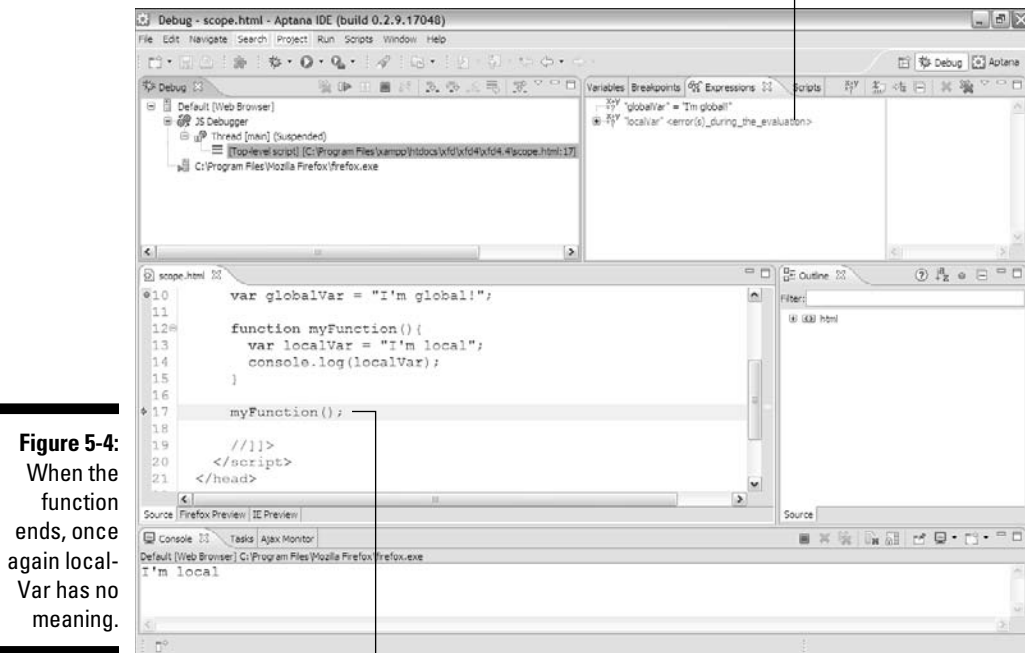 Debug - scope.html - Aptana IDE (build 0.2.9.17048)
File Edit Navigate Search Project Run Scripts Window Help
Debug Aptana
Debug
Default [Web Browser]
JS Debugger
Thread [main] (Suspended)
[Top-level script] [C:\Program Files\xampp\htdocs\xfd\xfd4\xfd4.4\scope.html:17]
C:\Program Files\Mozilla Firefox\firefox.exe
Variables Breakpoints Expressions Scripts
"globalVar" = "I'm global!"
"localVar" <error(s)_during_the_evaluation>
scope.html
10 var globalVar = "I'm global!";
11
12 function myFunction(){
13 var localVar = "I'm local";
14 console.log(localVar);
15 }
16
17 myFunction();
18
19 //]]>
20 </script>
21 </head>
Source Firefox Preview IE Preview
Outline
Filter:
html
Source
Console Tasks Ajax Monitor
Default [Web Browser] C:\Program Files\Mozilla Firefox\firefox.exe
I'm local
Figure 5-4:
When the
function
ends, once
again local-
Var has no
meaning.